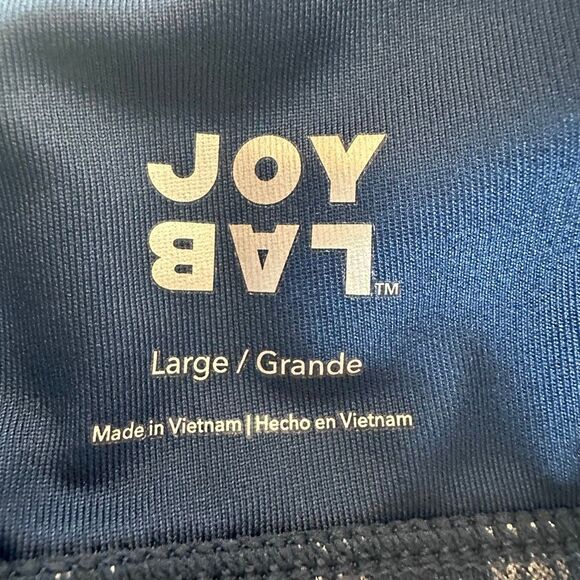 JOY
LAB™
Large / Grande
Made in Vietnam | Hecho en Vietnam